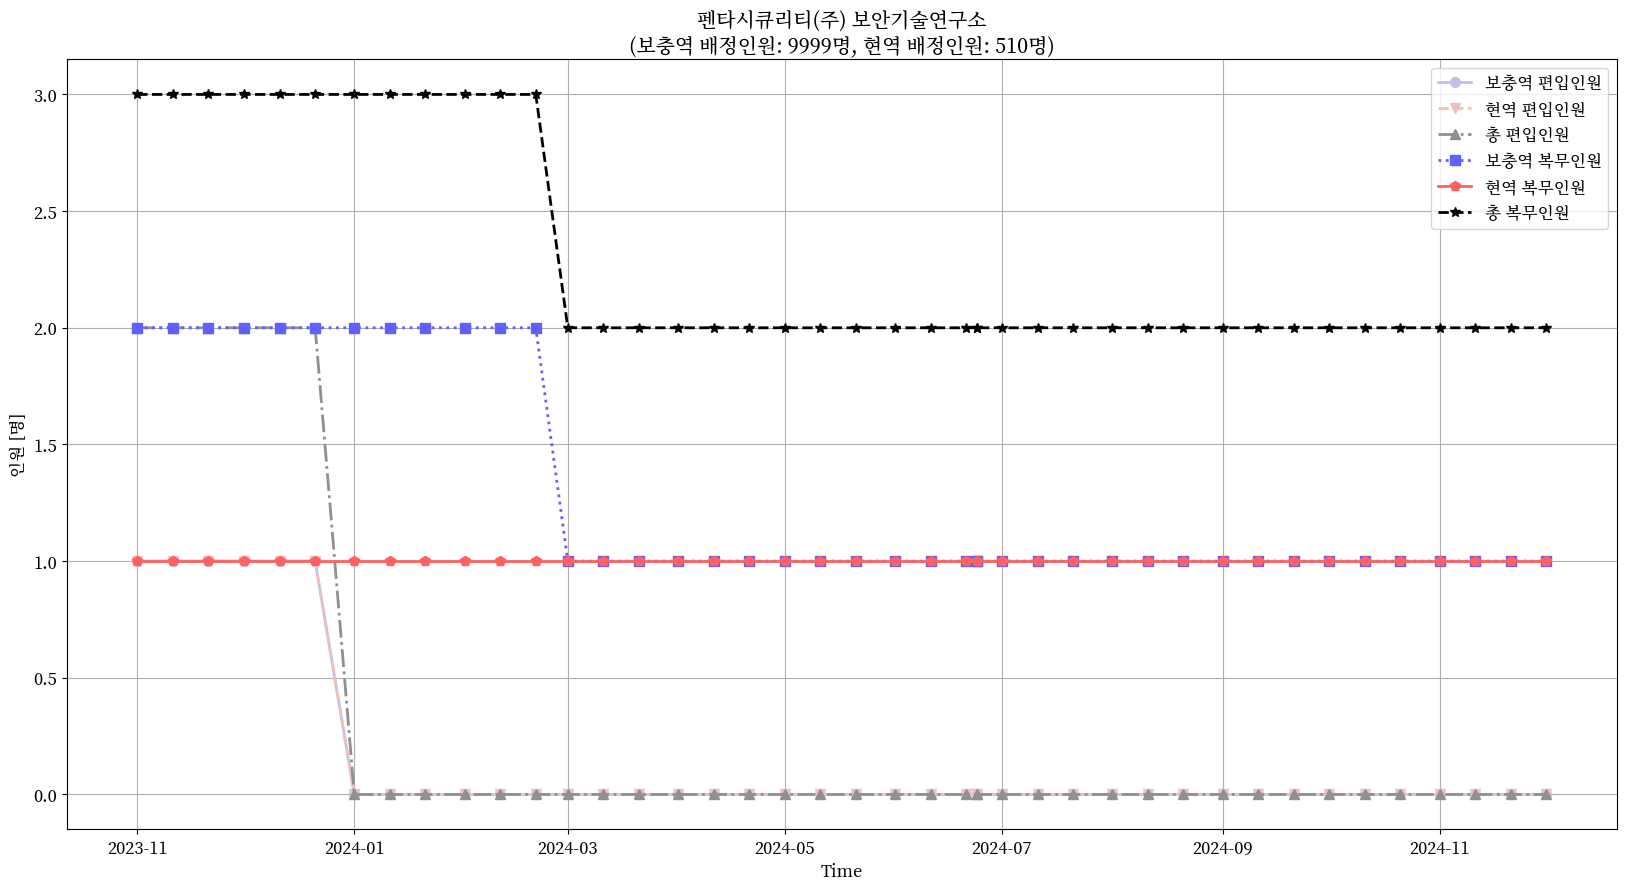 펜타시큐리티(주) 보안기술연구소
(보충역 배정인원: 9999명, 현역 배정인원: 510명)
보충역 편입인원
현역 편입인원
총 편입인원
보충역 복무인원
현역 복무인원
총 복무인원
3.0
2.5
2.0
1.5
1.0
0.5
0.0
인원 [명]
2023-11
2024-01
2024-03
2024-05
2024-07
2024-09
2024-11
Time